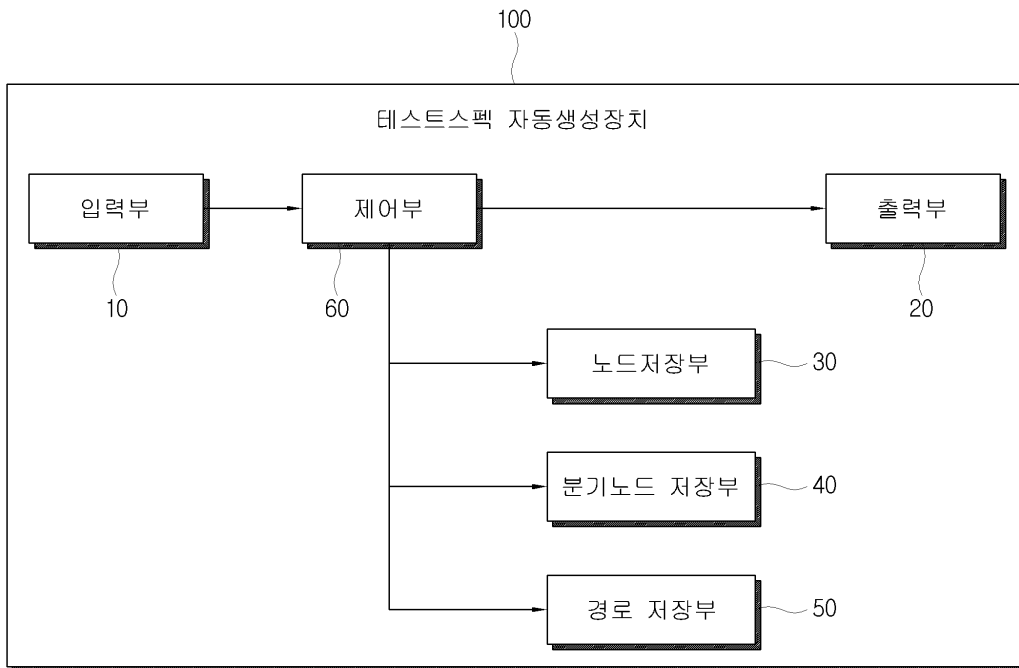 100
테스트스펙 자동생성장치
입력부
제어부
출력부
10
60
20
노드저장부
30
분기노드 저장부
40
경로 저장부
50